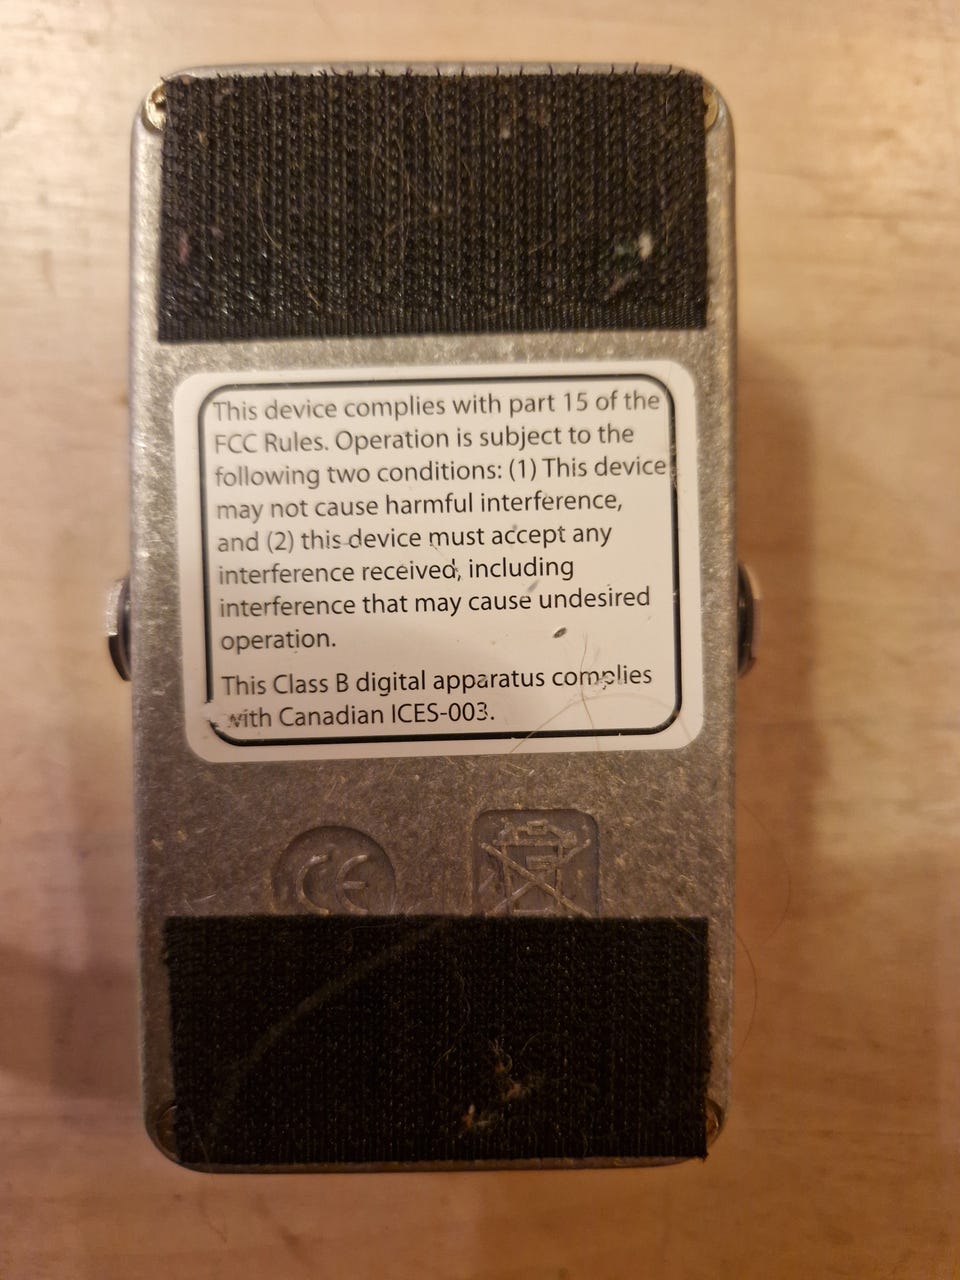 This device complies with part 15 of the
FCC Rules. Operation is subject to the
following two conditions: (1) This device
may not cause harmful interference,
and (2) this device must accept any
interference received, including
interference that may cause undesired
operation.
This Class B digital apparatus complies
with Canadian ICES-003.
CE